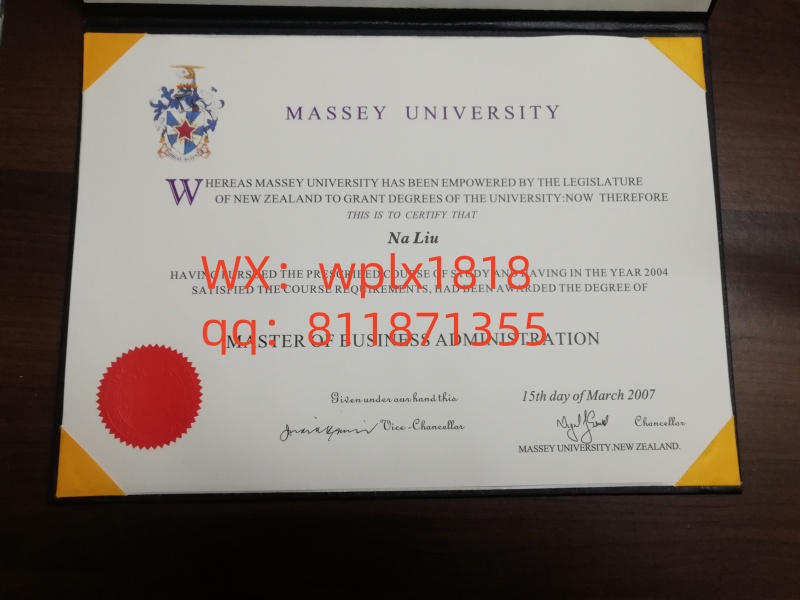 MASSEY UNIVERSITY
WHEREAS MASSEY UNIVERSITY HAS BEEN EMPOWERED BY THE LEGISLATURE
OF NEW ZEALAND TO GRANT DEGREES OF THE UNIVERSITY:NOW THEREFORE
THIS IS TO CERTIFY THAT
Na Liu
WX：wplx1818
HAVING PURSUED THE PRESCRIBED COURSE OF STUDY AND HAVING IN THE YEAR 2004
SATISFIED THE COURSE REQUIREMENTS, HAD BEEN AWARDED THE DEGREE OF
qq：811871355
MASTER OF BUSINESS ADMINISTRATION
Given under our hand this
15th day of March 2007
Vice-Chancellor
Chancellor
MASSEY UNIVERSITY.NEW ZEALAND.